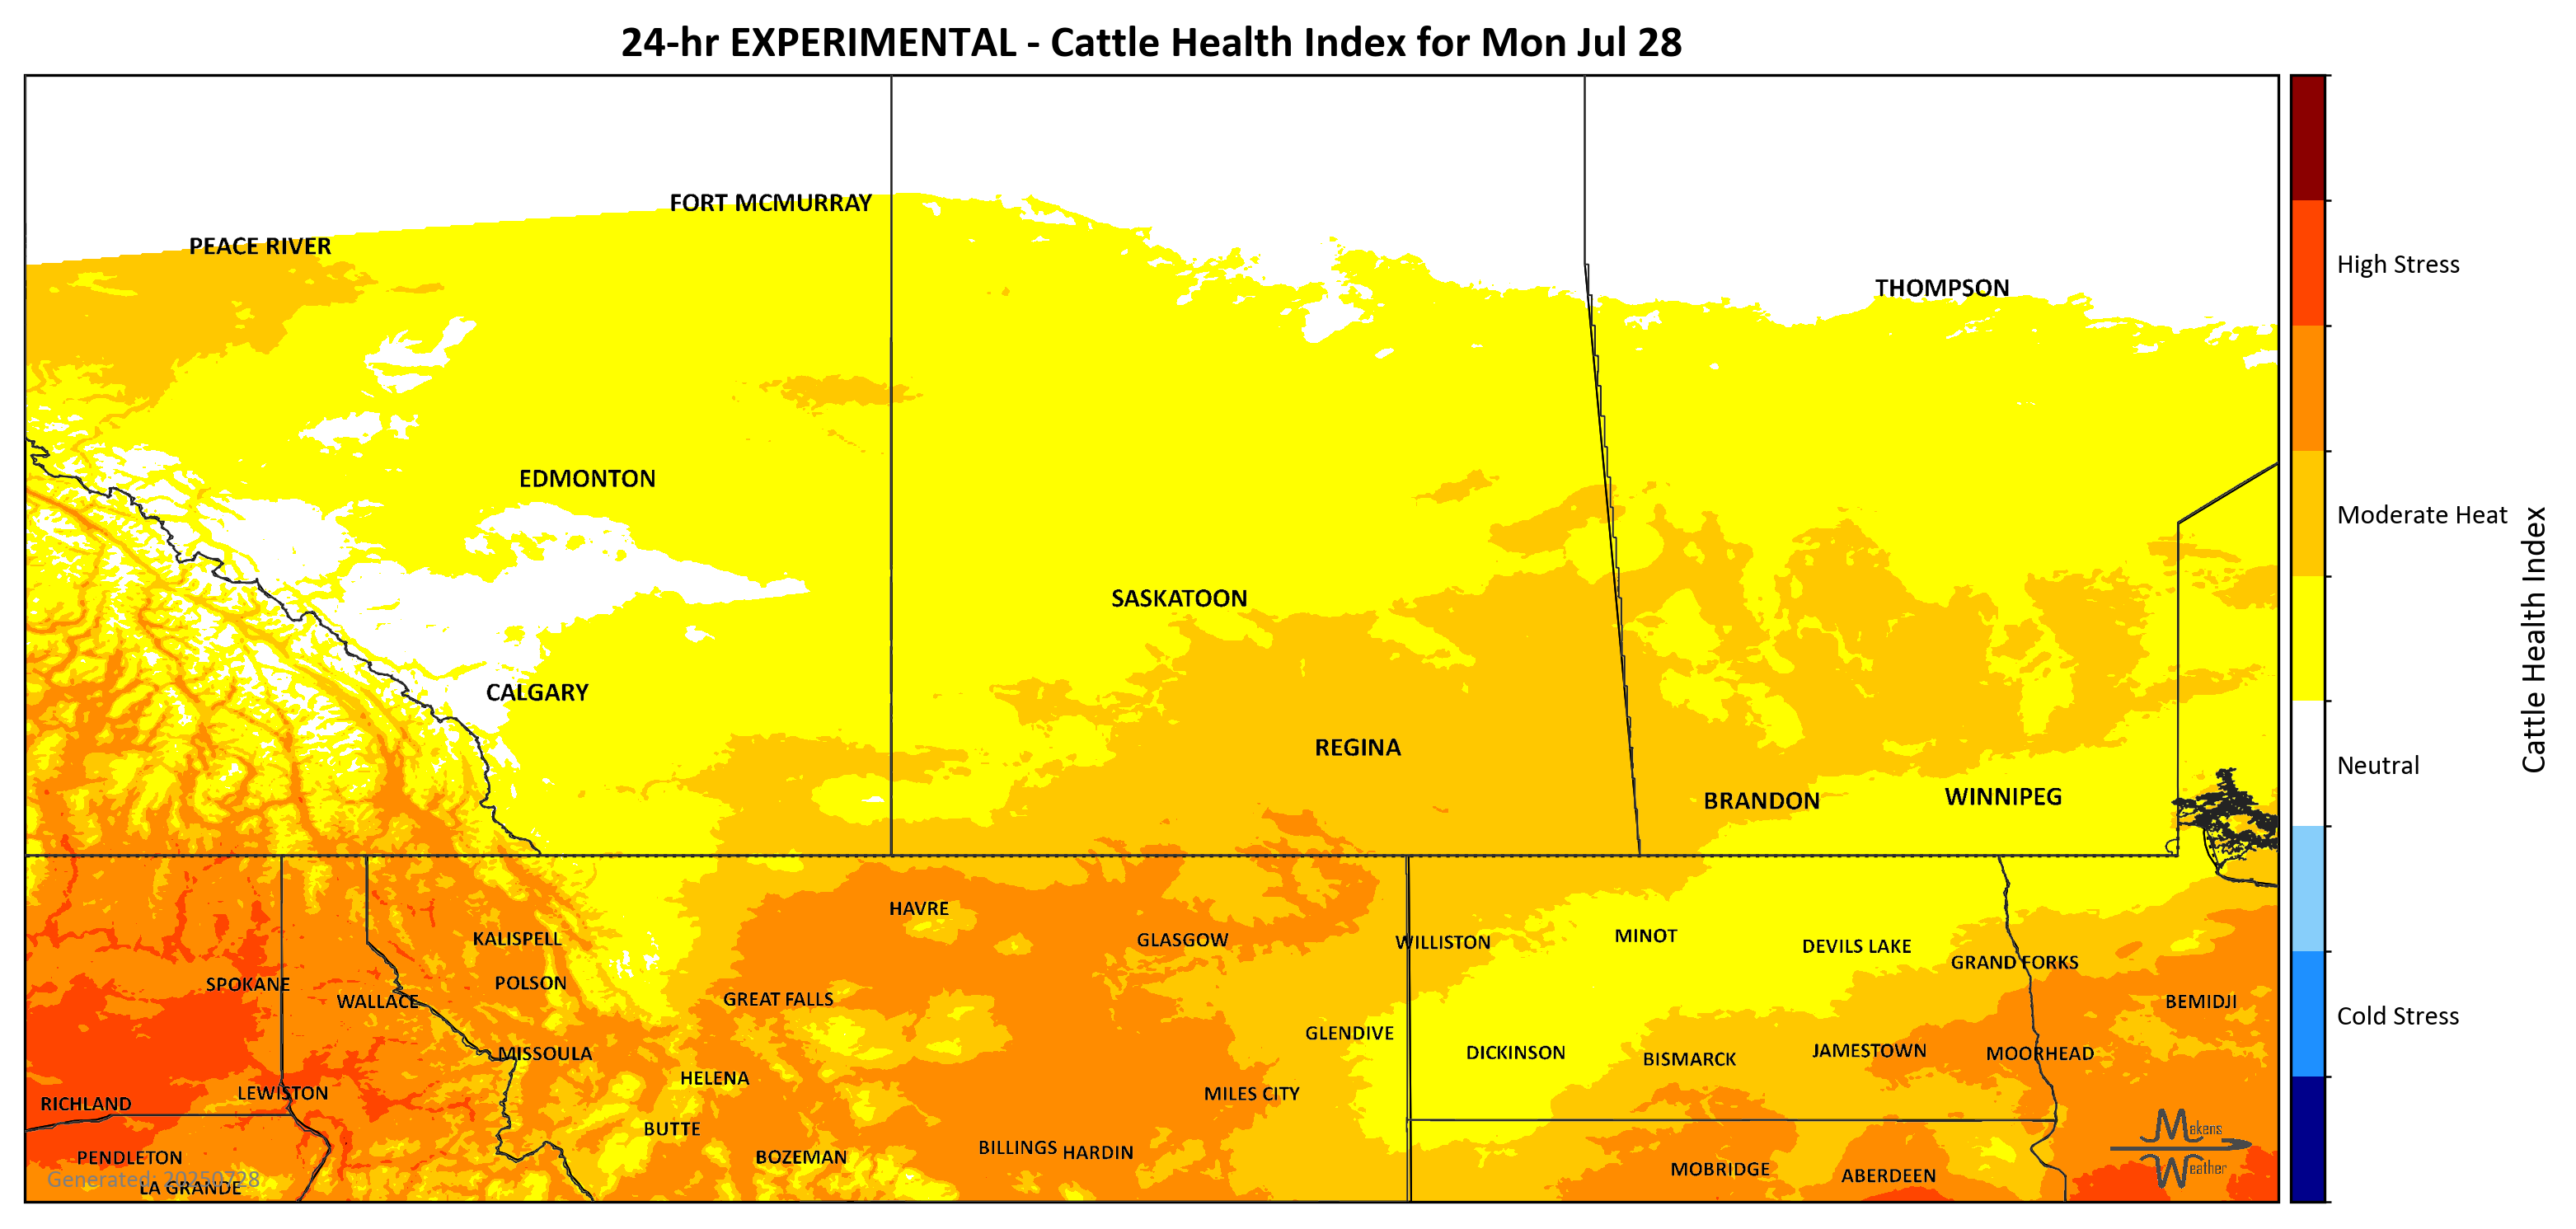 24-hr EXPERIMENTAL - Cattle Health Index for Mon Jul 28
FORT MCMURRAY
PEACE RIVER
THOMPSON
EDMONTON
SASKATOON
CALGARY
REGINA
BRANDON
WINNIPEG
HAVRE
KALISPELL
GLASGOW
WILLISTON
MINOT
DEVILS LAKE
GRAND FORKS
SPOKANE
POLSON
WALLACE
GREAT FALLS
BEMIDJI
GLENDIVE
MISSOULA
DICKINSON
BISMARCK
JAMESTOWN
MOORHEAD
HELENA
LEWISTON
MILES CITY
RICHLAND
BUTTE
BILLINGS
HARDIN
PENDLETON
BOZEMAN
MOBRIDGE
ABERDEEN
LA GRANDE
Generated: 20250728
Makens
Weather
High Stress
Moderate Heat
Neutral
Cold Stress
Cattle Health Index